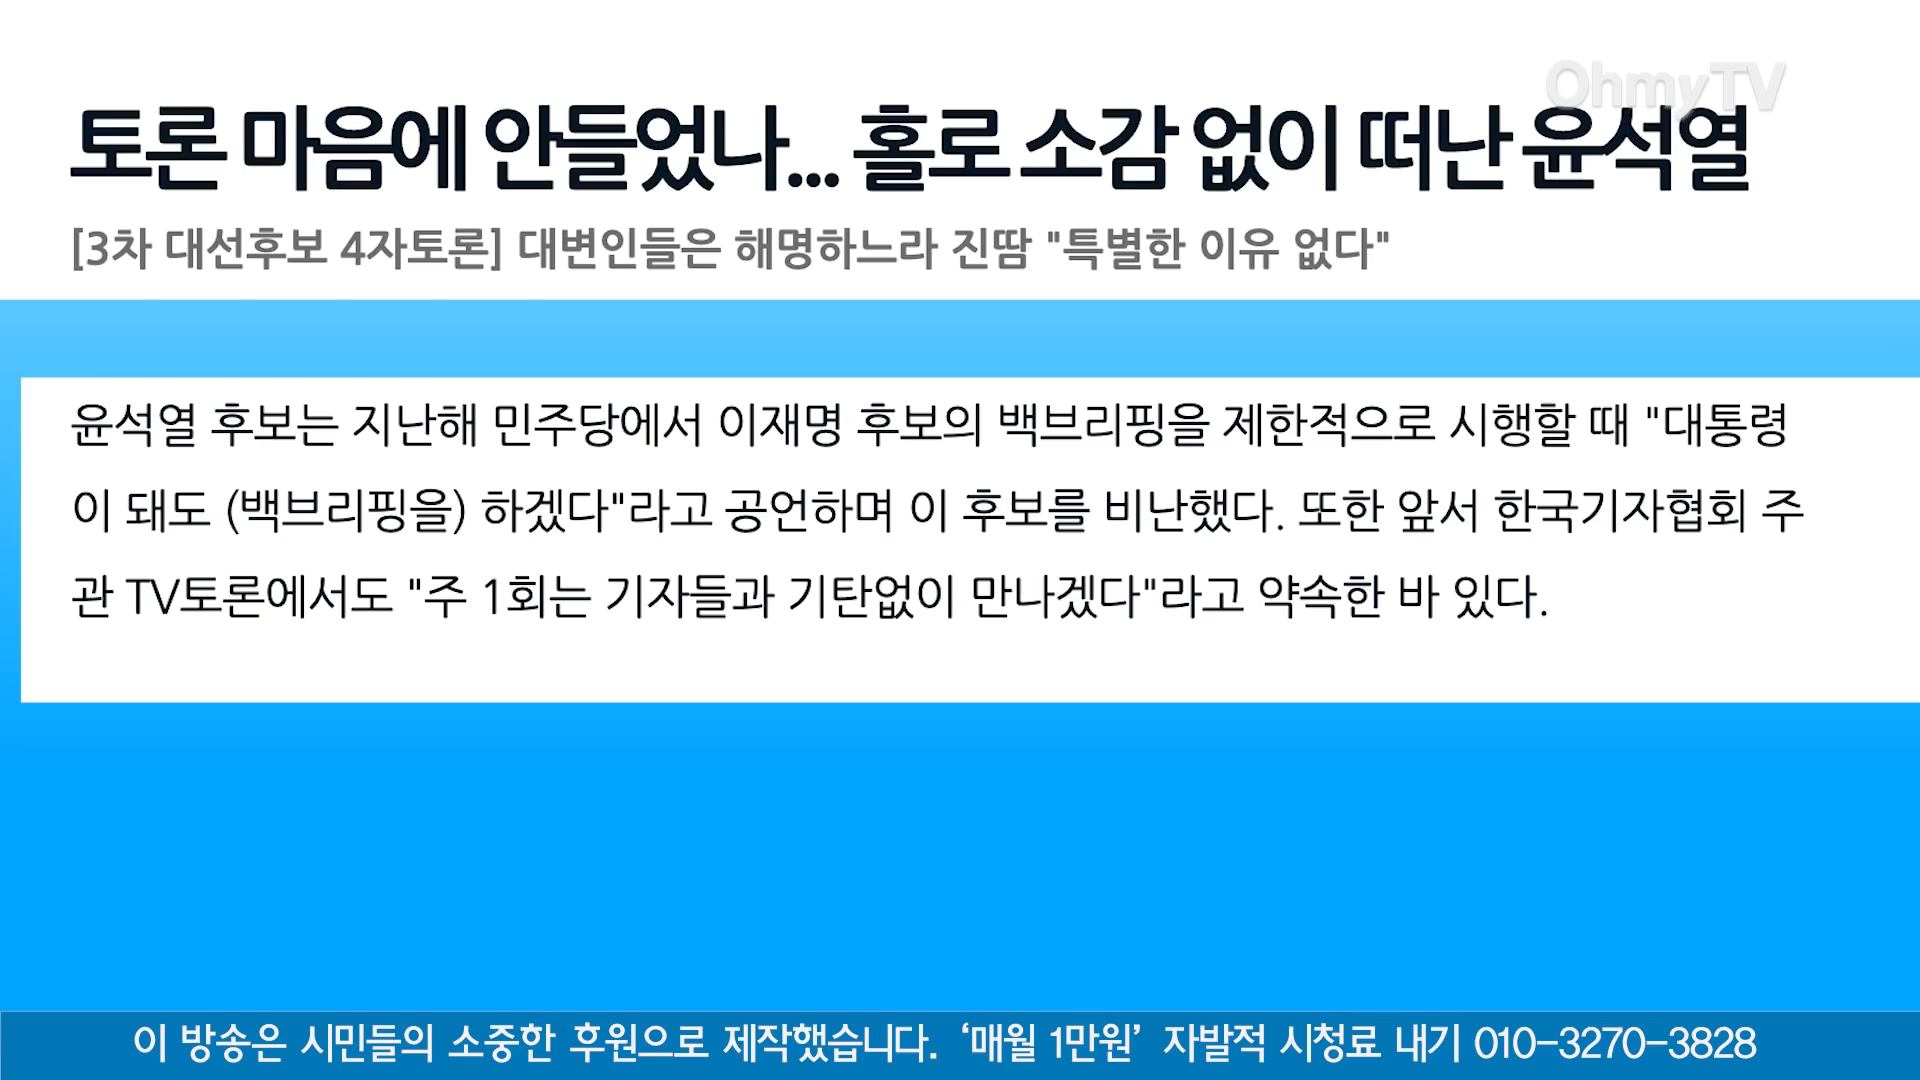 OhmyTV
토론 마음에 안들었나... 홀로 소감 없이 떠난 윤석열
[3차 대선후보 4자토론] 대변인들은 해명하느라 진땀 "특별한 이유 없다"
윤석열 후보는 지난해 민주당에서 이재명 후보의 백브리핑을 제한적으로 시행할 때 "대통령
이 돼도 (백브리핑을) 하겠다"라고 공언하며 이 후보를 비난했다. 또한 앞서 한국기자협회 주
관 TV토론에서도 "주 1회는 기자들과 기탄없이 만나겠다"라고 약속한 바 있다.
이 방송은 시민들의 소중한 후원으로 제작했습니다. ‘매월 1만원’ 자발적 시청료 내기 010-3270-3828